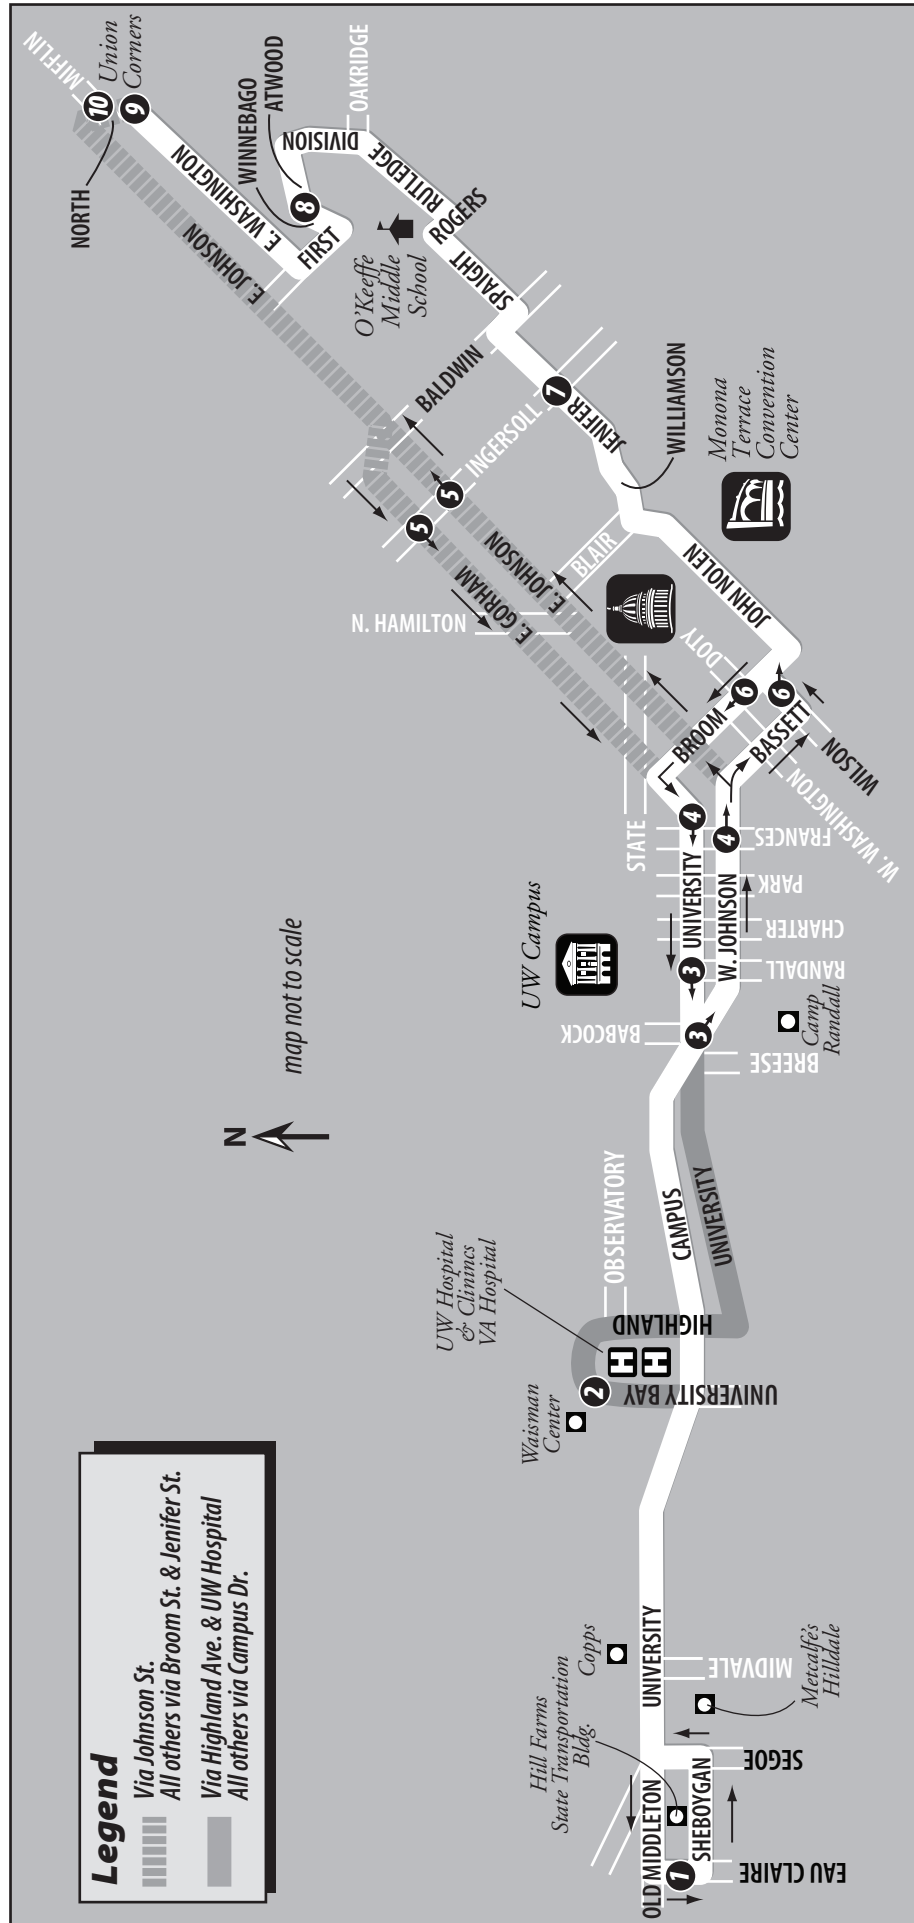 Legend
Via Johnson St.
All others via Broom St. & Jenifer St.
Via Highland Ave. & UW Hospital
All others via Campus Dr.
N
map not to scale
OLD MIDDLETON
1
EAU CLAIRE
SHEBOYGAN
SEGOE
Hill Farms
State Transportation
Bldg.
Copps
UNIVERSITY
MIDVALE
Metcalfe's
Hilldale
Waisman
Center
2
UNIVERSITY BAY
H
H
UW Hospital
& Clinincs
VA Hospital
HIGHLAND
OBSERVATORY
CAMPUS
UNIVERSITY
BREESE
BABCOCK
3
3
Camp
Randall
UW Campus
RANDALL
CHARTER
PARK
FRANCES
UNIVERSITY
W. JOHNSON
4
4
STATE
W. WASHINGTON
BROOM
BASSETT
WILSON
6
6
DOTY
JOHN NOLEN
N. HAMILTON
E. GORHAM
E. JOHNSON
BLAIR
Monona
Terrace
Convention
Center
WILLIAMSON
5
5
INGERSOLL
JENIFER
7
BALDWIN
SPAIGHT
ROGERS
O'Keeffe
Middle
School
RUTLEDGE
OAKRIDGE
DIVISION
8
FIRST
WINNEBAGO
ATWOOD
E. JOHNSON
E. WASHINGTON
NORTH
9
10
Union
Corners
MIFFLIN